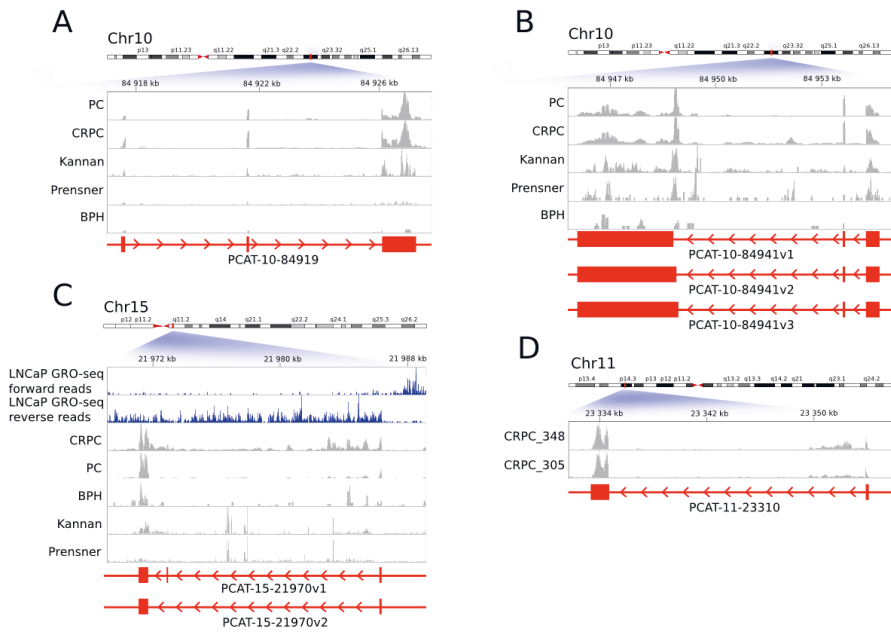 A
Chr10
p13 p11.23 q11.22 q21.3 q22.2 q23.32 q25.1 q26.13
84 918 kb 84 922 kb 84 926 kb
PC
CRPC
Kannan
Prensner
BPH
PCAT-10-84919
B
Chr10
p13 p11.23 q11.22 q21.3 q22.2 q23.32 q25.1 q26.13
84 947 kb 84 950 kb 84 953 kb
PC
CRPC
Kannan
Prensner
BPH
PCAT-10-84941v1
PCAT-10-84941v2
PCAT-10-84941v3
C
Chr15
p12 p11.2 q11.2 q14 q21.1 q22.2 q24.1 q25.3 q26.2
21 972 kb 21 980 kb 21 988 kb
LNCaP GRO-seq
forward reads
LNCaP GRO-seq
reverse reads
CRPC
PC
BPH
Kannan
Prensner
PCAT-15-21970v1
PCAT-15-21970v2
D
Chr11
p15.4 p14.3 p13 p12 p11.2 q13.2 q13.4 q14.2 q21 q23.1 q24.2
23 334 kb 23 342 kb 23 350 kb
CRPC_348
CRPC_305
PCAT-11-23310